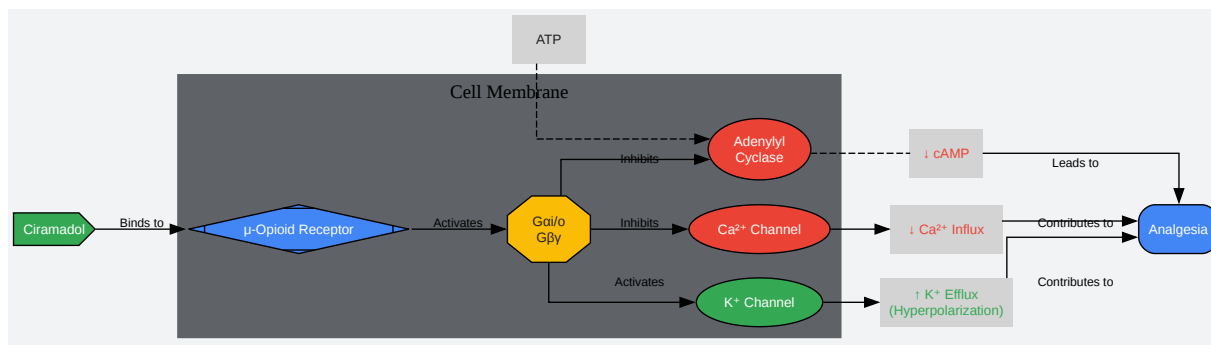 ATP
Cell Membrane
Adenylyl
Cyclase
Inhibits
↓ cAMP
Leads to
Ciramadol
Binds to
μ-Opioid Receptor
Activates
Gαi/o
Gβγ
Inhibits
Ca²⁺ Channel
↓ Ca²⁺ Influx
Contributes to
Analgesia
Activates
K⁺ Channel
↑ K⁺ Efflux
(Hyperpolarization)
Contributes to